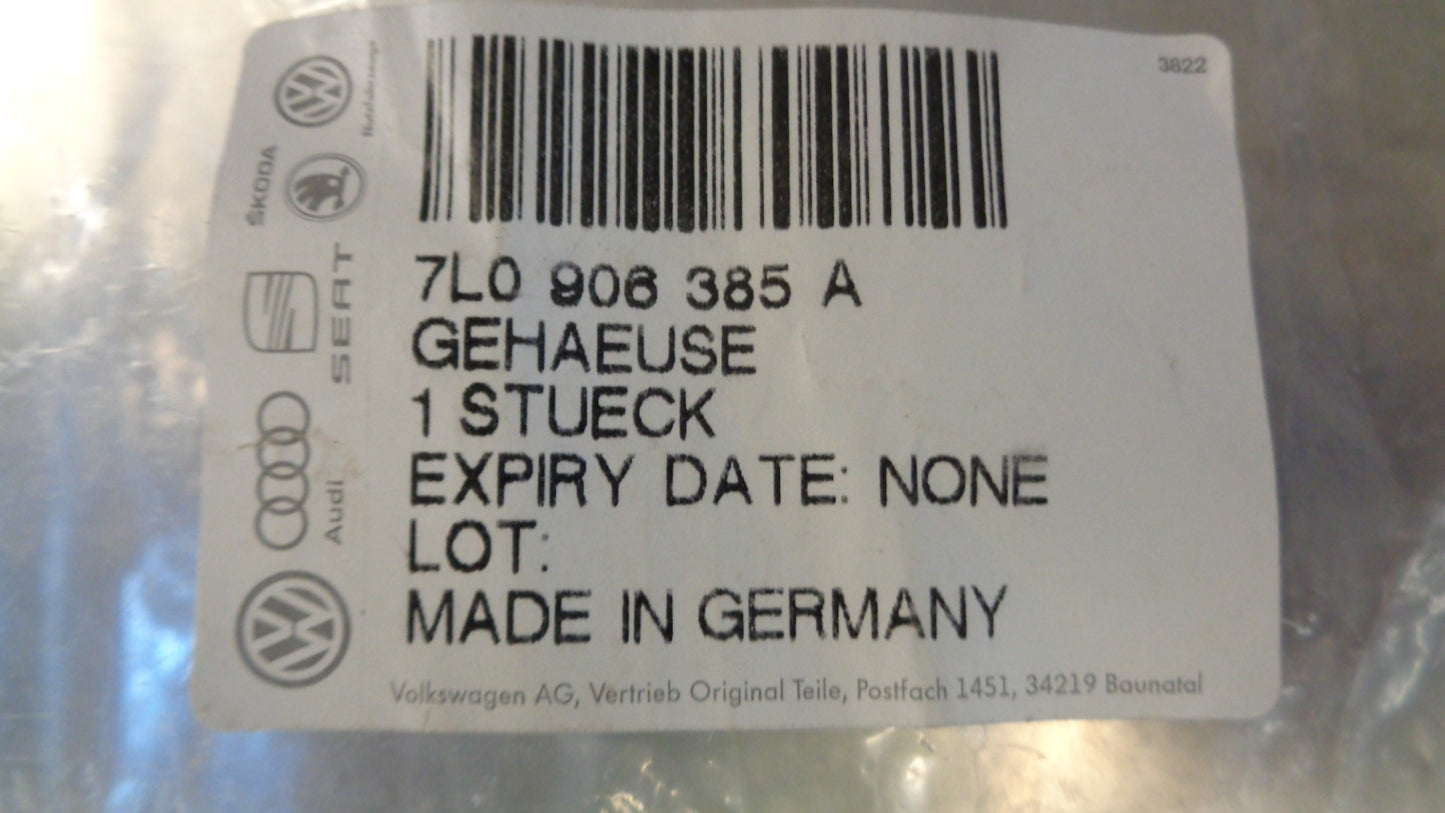 3822
7L0 906 385 A
GEHAEUSE
1 STUECK
EXPIRY DATE: NONE
LOT:
MADE IN GERMANY
Volkswagen AG, Vertrieb Original Teile, Postfach 1451, 34219 Baunatal
Nutzfahrzeuge
ŠKODA
SEAT
Audi